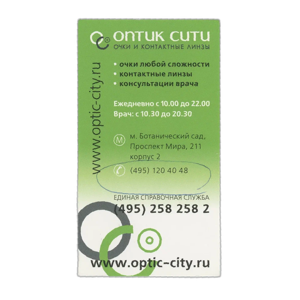 ОПТИК СИТИ
ОЧКИ И КОНТАКТНЫЕ ЛИНЗЫ
• очки любой сложности
• контактные линзы
• консультации врача
Ежедневно с 10.00 до 22.00
Врач: с 10.30 до 20.30
М м. Ботанический сад,
Проспект Мира, 211
корпус 2
(495) 120 40 48
ЕДИНАЯ СПРАВОЧНАЯ СЛУЖБА
(495) 258 258 2
www.optic-city.ru
www.optic-city.ru